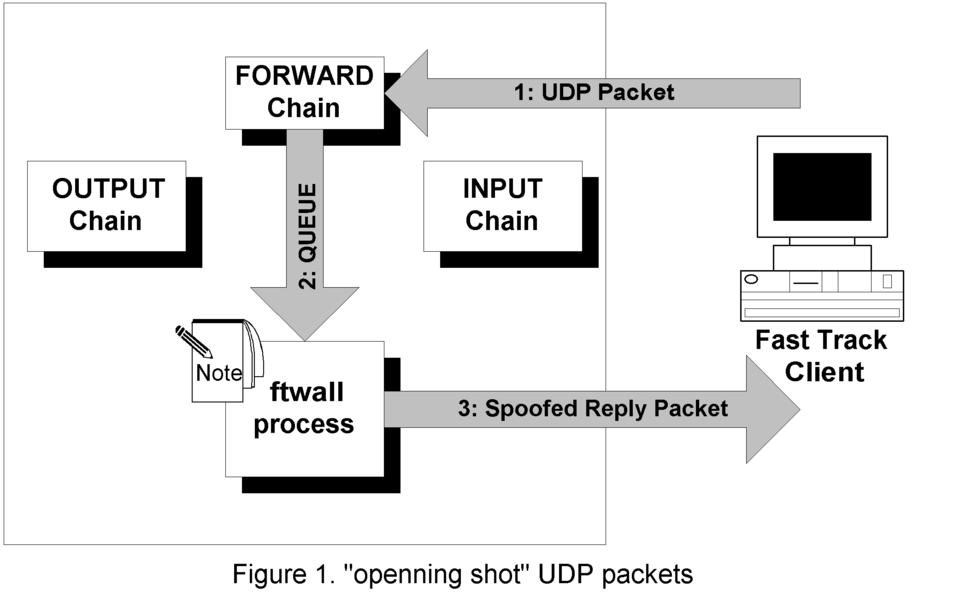 FORWARD
Chain
1: UDP Packet
OUTPUT
Chain
2: QUEUE
INPUT
Chain
Fast Track
Client
Note
ftwall
process
3: Spoofed Reply Packet
Figure 1. "openning shot" UDP packets